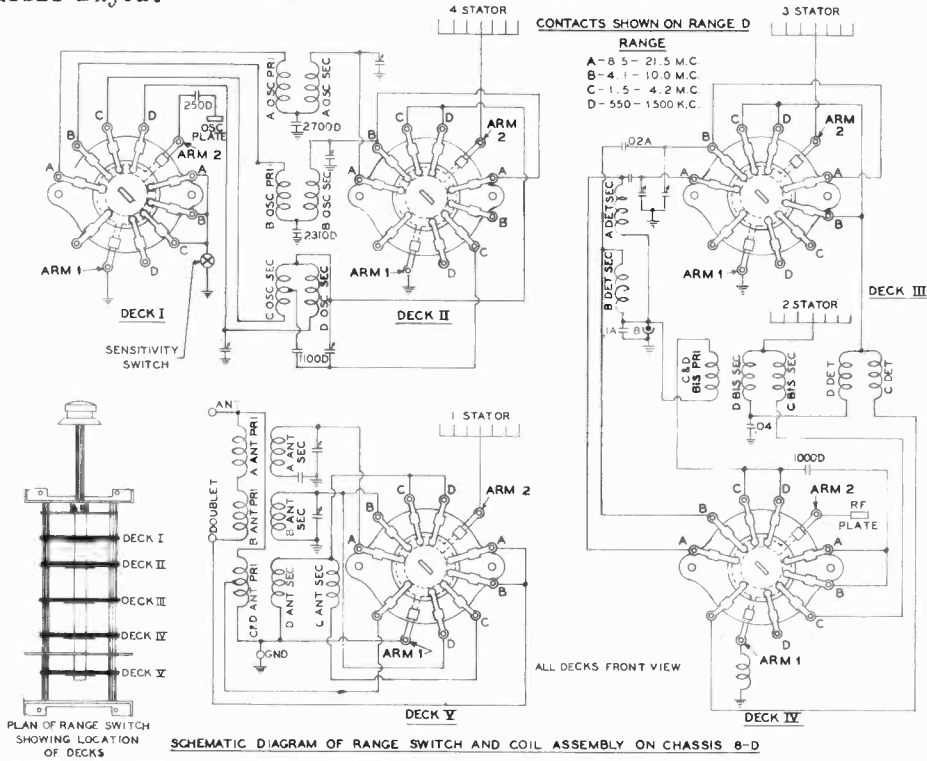 4 STATOR
CONTACTS SHOWN ON RANGE D
RANGE
A-8.5-21.5 M.C.
B-4.1-10.0 M.C.
C-1.5-4.2 M.C.
D-550-1500 K.C.
3 STATOR
A OSC PRI
A OSC SEC
2700D
B OSC PRI
B OSC SEC
2310D
C OSC SEC
D OSC SEC
1100D
250D
OSC PLATE
C
D
ARM 2
B
A
A
B
C
D
ARM 1
DECK I
SENSITIVITY
SWITCH
C
D
ARM
2
B
A
A
B
C
D
ARM 1
DECK II
.02A
A DET SEC
B DET SEC
.1A
8U
C
D
ARM
2
B
A
A
B
C
D
ARM 1
DECK III
2 STATOR
C&D
BIS PRI
D BIS SEC
C BIS SEC
D DET
C DET
.04
1000D
ANT
DOUBLET
A ANT PRI
A ANT
SEC
B ANT PRI
B ANT
SEC
C&D ANT PRI
D ANT SEC
C ANT SEC
GND
1 STATOR
C
D
ARM 2
B
A
A
B
C
D
ARM 1
DECK V
C
D
ARM 2
RF
PLATE
B
A
A
B
C
D
ARM 1
DECK IV
ALL DECKS FRONT VIEW
DECK I
DECK II
DECK III
DECK IV
DECK V
PLAN OF RANGE SWITCH
SHOWING LOCATION
OF DECKS
SCHEMATIC DIAGRAM OF RANGE SWITCH AND COIL ASSEMBLY ON CHASSIS 8-D